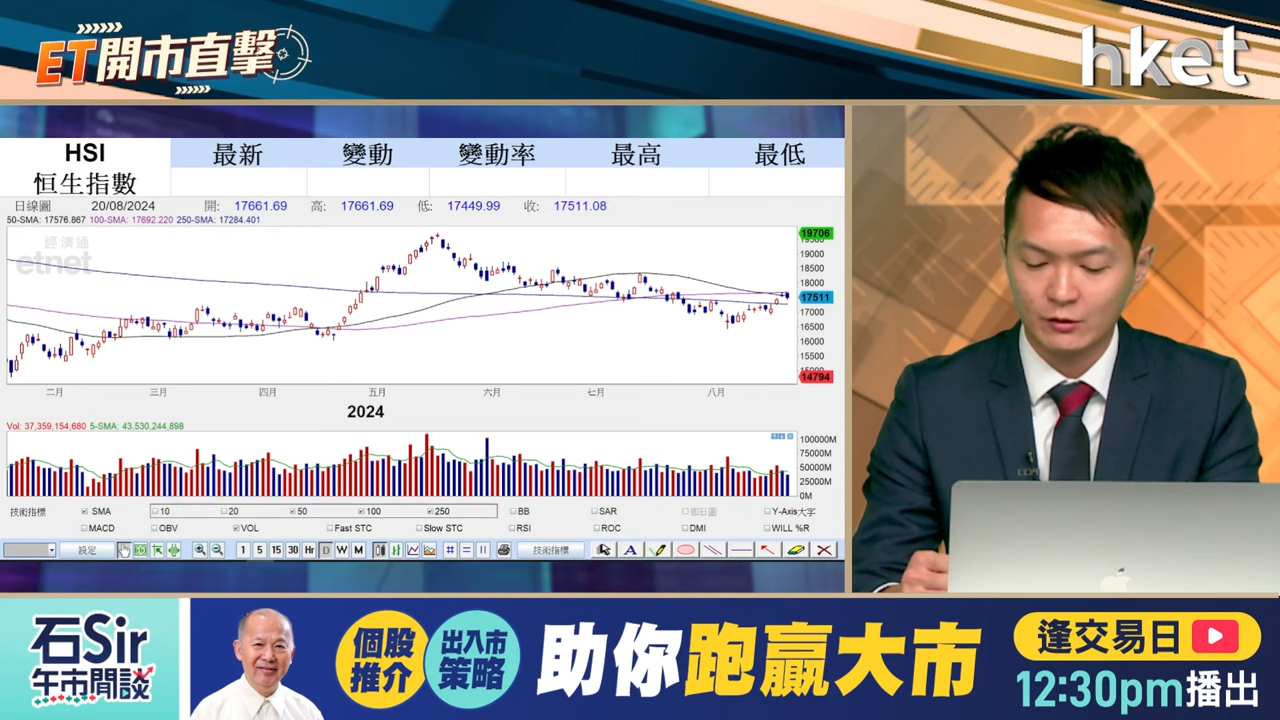 ET開市直擊
hket
HSI 最新 變動 變動率 最高 最低
恒生指數
日線圖 20/08/2024 開: 17661.69 高: 17661.69 低: 17449.99 收: 17511.08
50-SMA: 17576.867 100-SMA: 17692.220 250-SMA: 17284.401
經濟通
etnet
19706
19500
19000
18500
18000
17511
17000
16500
16000
15500
15000
14794
二月 三月 四月 五月 六月 七月 八月
2024
Vol: 37,359,154,680 5-SMA: 43,530,244,898
100000M
75000M
50000M
25000M
0M
技術指標 SMA 10 20 50 100 250 BB SAR 即日圖 Y-Axis大字
MACD OBV VOL Fast STC Slow STC RSI ROC DMI WILL %R
設定 1 5 15 30 Hr D W M 技術指標 A
石Sir
午市閒談
個股
推介
出入市
策略
助你跑贏大市
逢交易日
12:30pm播出